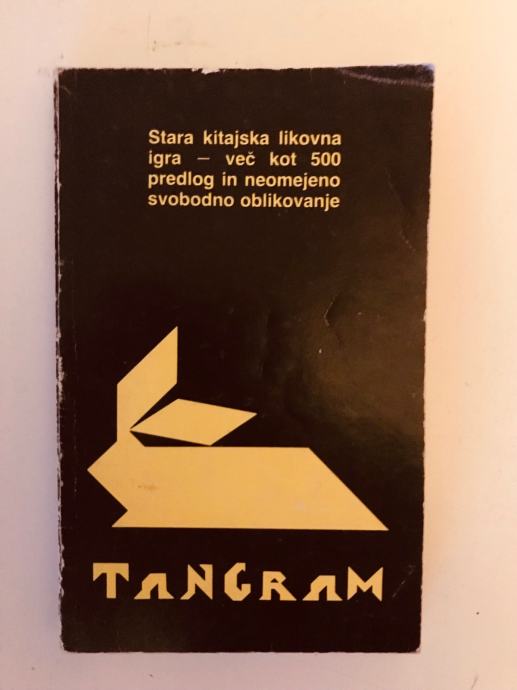 Stara kitajska likovna
igra – več kot 500
predlog in neomejeno
svobodno oblikovanje
TANGRAM